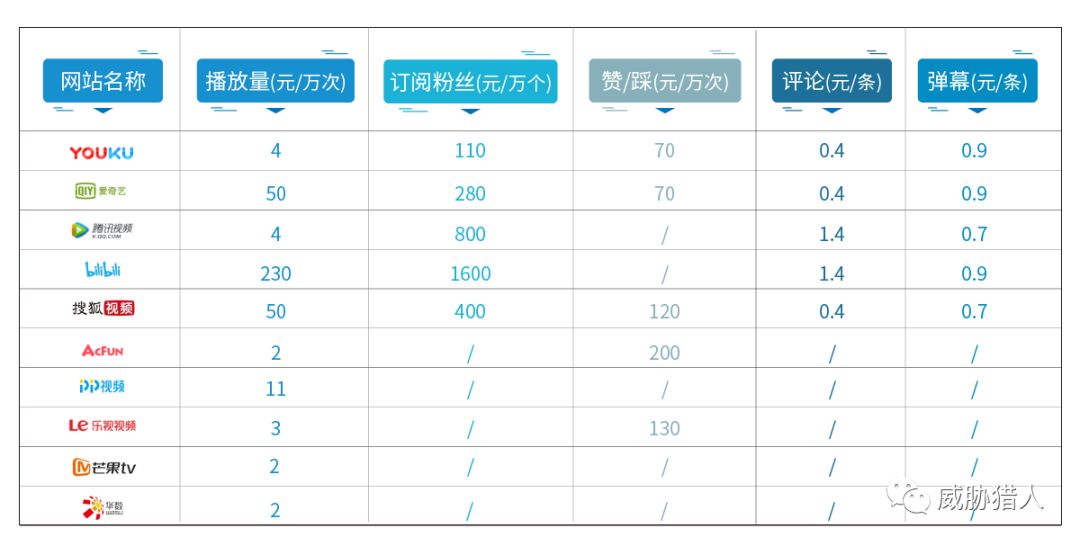 网站名称 播放量(元/万次) 订阅粉丝(元/万个) 赞/踩(元/万次) 评论(元/条) 弹幕(元/条)
YOUKU 4 110 70 0.4 0.9
QIY 爱奇艺 50 280 70 0.4 0.9
腾讯视频 V.QQ.COM 4 800 / 1.4 0.7
bilibili 230 1600 / 1.4 0.9
搜狐视频 50 400 120 0.4 0.7
AcFun 2 / 200 / /
PP视频 11 / / / /
Le 乐视视频 3 / 130 / /
芒果tv 2 / / / /
华数 wasu 2 / / / /
威胁猎人